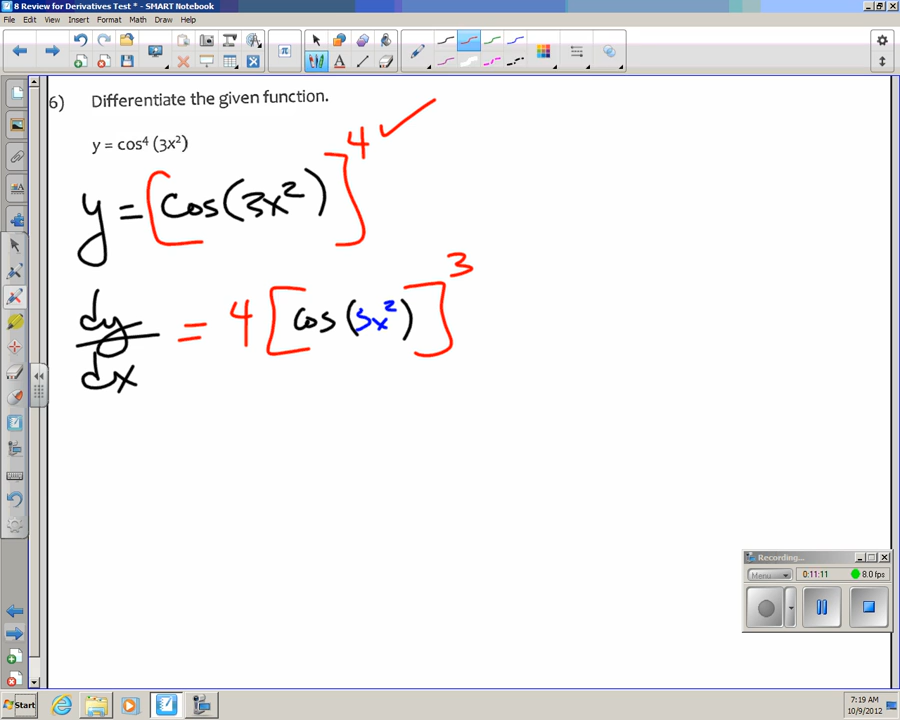 8 Review for Derivatives Test * - SMART Notebook
File Edit View Insert Format Math Draw Help
6) Differentiate the given function.
y = cos⁴ (3x²)
y = [cos(3x²)]⁴ ✓
dy/dx = 4[cos(3x²)]³
Recording...
Menu 0:11:11 8.0 fps
Start
7:19 AM
10/9/2012